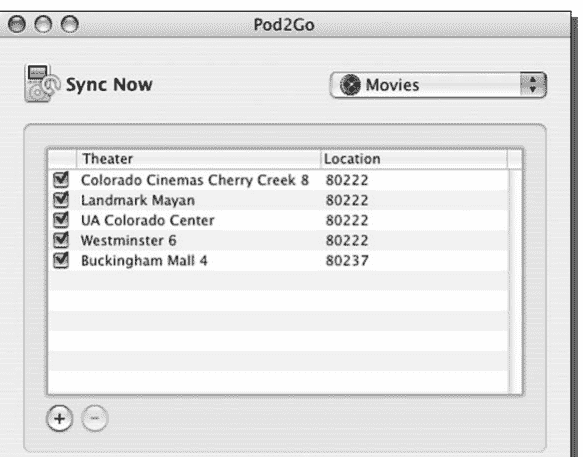 Pod2Go
Sync Now Movies
Theater Location
Colorado Cinemas Cherry Creek 8 80222
Landmark Mayan 80222
UA Colorado Center 80222
Westminster 6 80222
Buckingham Mall 4 80237